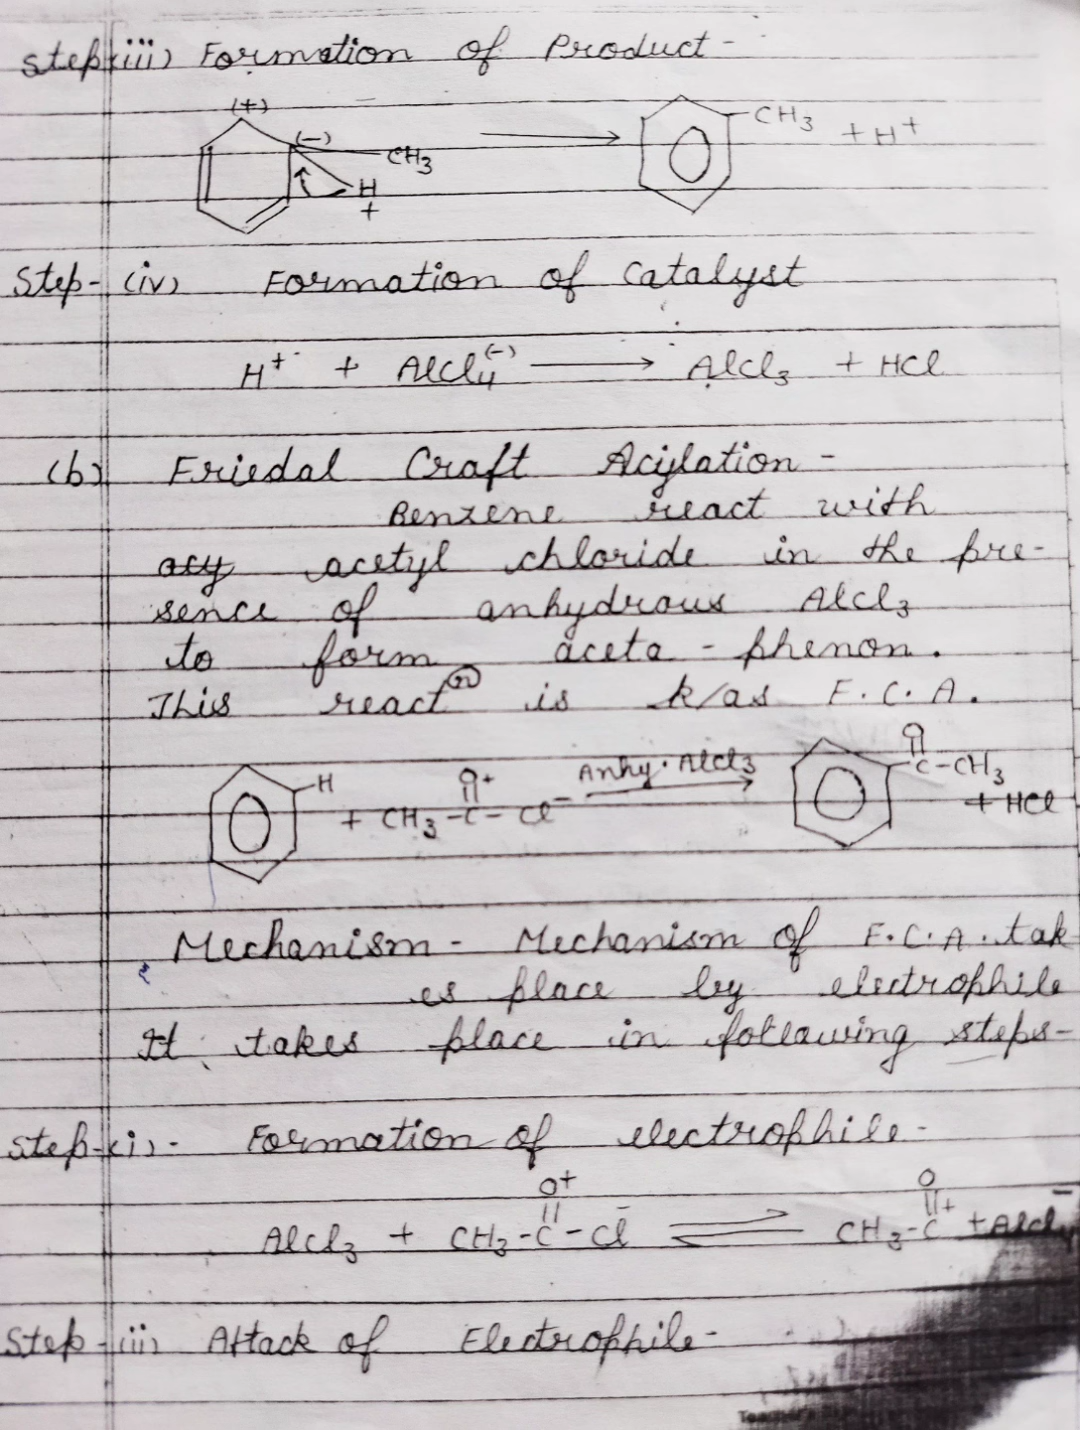 step(iii) Formation of Product-
(+)
(-)
CH3
H
+
CH3 + H+
Step-(iv) Formation of Catalyst
H+ + AlCl4(-) ⟶ AlCl3 + HCl
(b) Friedal Craft Acylation -
Benzene react with
acy acetyl chloride in the pre-
sence of anhydrous AlCl3
to form aceto - phenon.
This react(n) is k/as F.C.A.
H + CH3-C-Cl- Anhy. AlCl3 C-CH3
O+
O
+ HCl
Mechanism - Mechanism of F.C.A. tak
es place by electrophile
It takes place in following steps-
Step-(i)- Formation of electrophile-
O+ O
AlCl3 + CH3-C-Cl- ⇌ CH3-C+ + AlCl4-
Step-(ii) Attack of Electrophile-